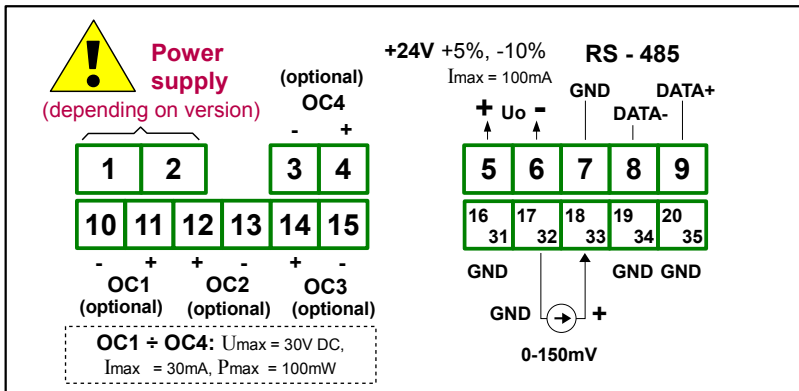 Power
supply
(depending on version)
(optional)
OC4
- +
+24V +5%, -10%
Imax = 100mA
+ Uo -
RS - 485
GND
DATA-
DATA+
1 2 3 4 5 6 7 8 9
10 11 12 13 14 15
16 17 18 19 20
31 32 33 34 35
- + + - + -
OC1 OC2 OC3
(optional) (optional) (optional)
GND GND GND
GND +
0-150mV
OC1 ÷ OC4: Umax = 30V DC,
Imax = 30mA, Pmax = 100mW